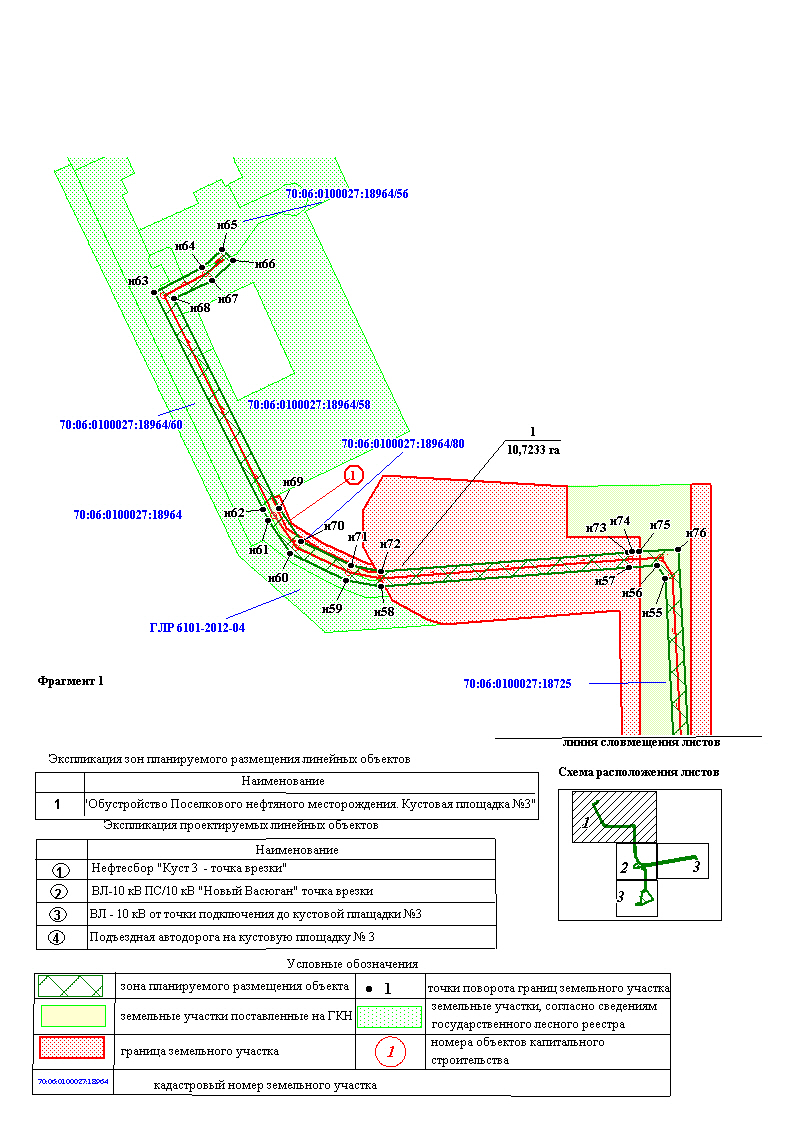 70:06:0100027:18964/56
н65
н64
н66
н63
н67
н68
70:06:0100027:18964/58
70:06:0100027:18964/60
1
70:06:0100027:18964/80
10,7233 га
1
н69
70:06:0100027:18964
н62
н70
н73
н74
н75
н76
н61
н71
н72
н60
н57
н56
н59
н58
н55
ГЛР 6101-2012-04
Фрагмент 1
70:06:0100027:18725
линия словмещения листов
Экспликация зон планируемого размещения линейных объектов
Схема расположения листов
Наименование
1 "Обустройство Поселкового нефтяного месторождения. Кустовая площадка №3"
Экспликация проектируемых линейных объектов
1
2
3
3
Наименование
1 Нефтесбор "Куст 3 - точка врезки"
2 ВЛ-10 кВ ПС/10 кВ "Новый Васюган" точка врезки
3 ВЛ - 10 кВ от точки подключения до кустовой плащадки №3
4 Подъездная автодорога на кустовую площадку № 3
Условные обозначения
зона планируемого размещения объекта
1
точки поворота границ земельного участка
земельные участки поставленные на ГКН
земельные участки, согласно сведениям
государственного лесного реестра
граница земельного участка
1
номера объектов капитального
строительства
70:06:0100027:18964
кадастровый номер земельного участка